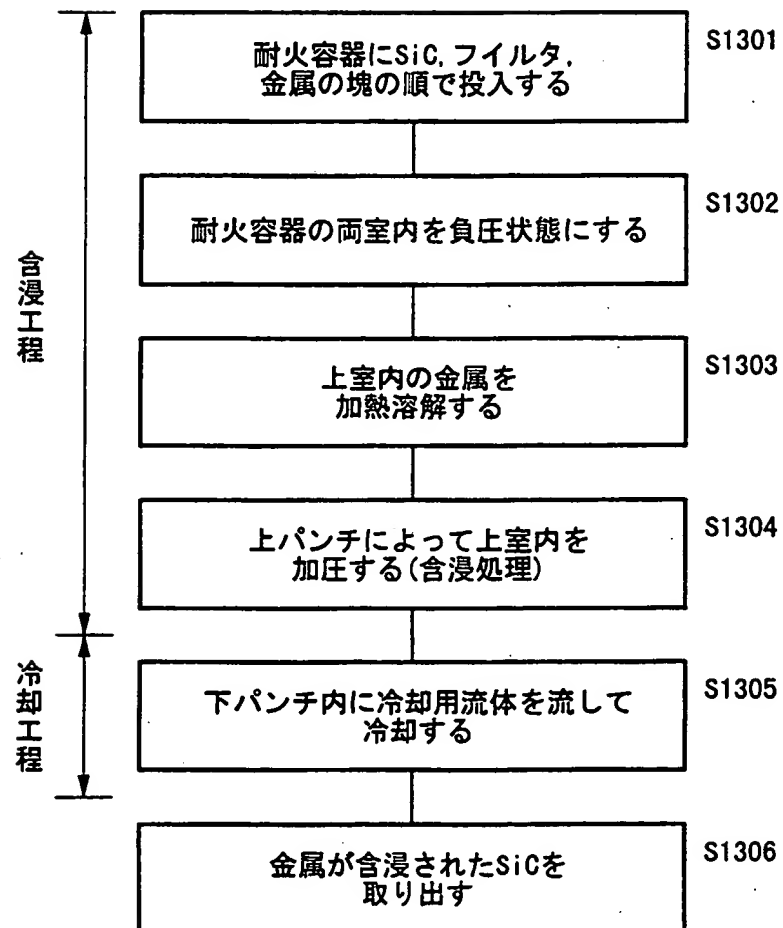 耐火容器にSiC,フイルタ,
金属の塊の順で投入する
S1301
耐火容器の両室内を負圧状態にする
S1302
含浸工程
上室内の金属を
加熱溶解する
S1303
上パンチによって上室内を
加圧する(含浸処理)
S1304
冷却工程
下パンチ内に冷却用流体を流して
冷却する
S1305
金属が含浸されたSiCを
取り出す
S1306